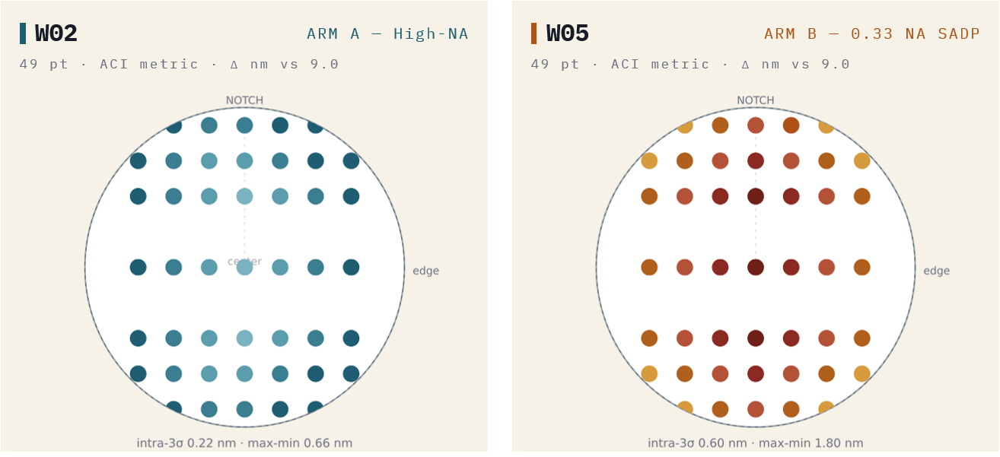 W02
ARM A — High-NA
49 pt · ACI metric · Δ nm vs 9.0
NOTCH
center
edge
intra-3σ 0.22 nm · max-min 0.66 nm
W05
ARM B — 0.33 NA SADP
49 pt · ACI metric · Δ nm vs 9.0
NOTCH
edge
intra-3σ 0.60 nm · max-min 1.80 nm